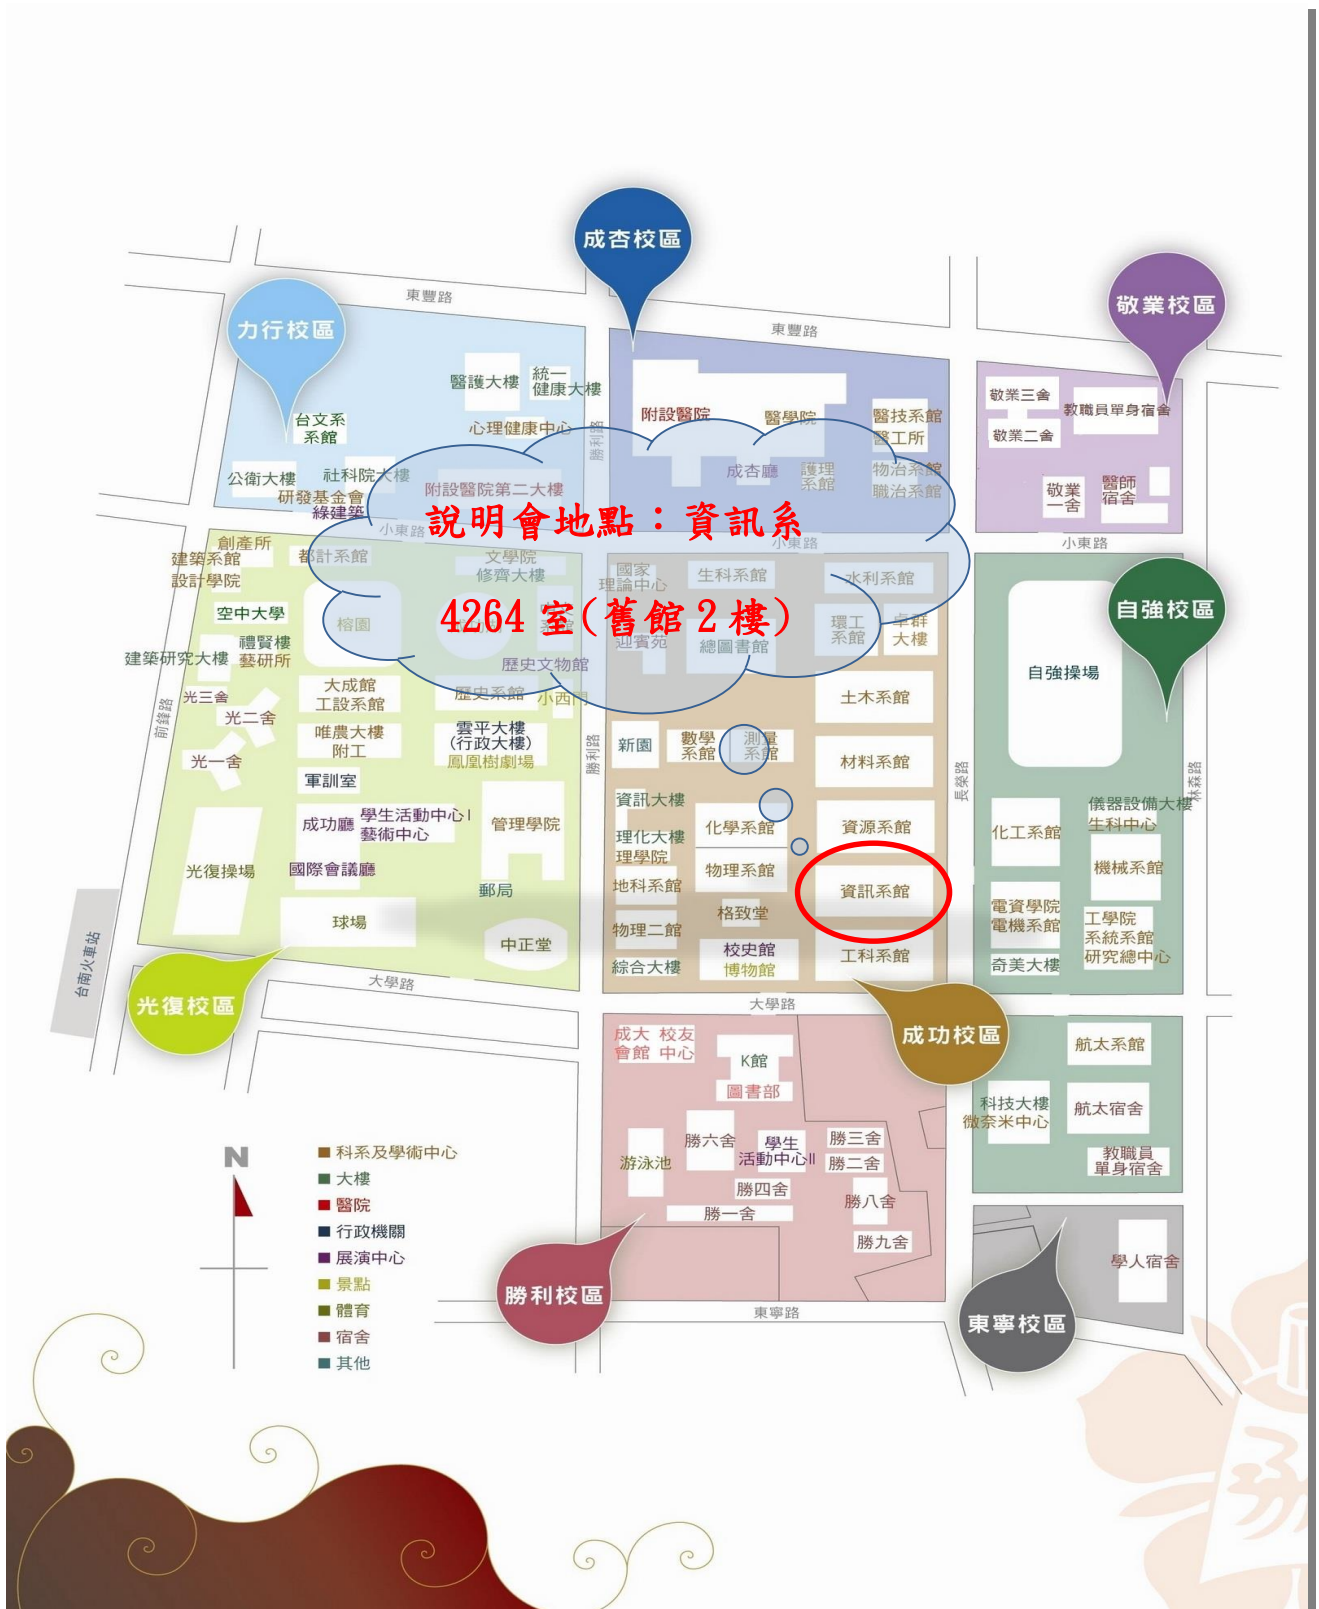 成杏校區
敬業校區
力行校區
東豐路
東豐路
醫護大樓
統一
健康大樓
台文系
系館
心理健康中心
勝利路
公衛大樓
社科院大樓
研發基金會
綠建築
附設醫院第二大樓
附設醫院
醫學院
醫技系館
醫工所
成杏廳
護理
系館
物治系館
職治系館
敬業三舍
教職員單身宿舍
敬業二舍
敬業
一舍
醫師
宿舍
說明會地點：資訊系
4264 室(舊館 2 樓)
小東路
小東路
小東路
創產所
建築系館
設計學院
都計系館
文學院
修齊大樓
空中大學
榕園
禮賢樓
藝研所
建築研究大樓
歷史文物館
光三舍
大成館
工設系館
歷史系館
小西門
光二舍
前鋒路
唯農大樓
附工
雲平大樓
(行政大樓)
鳳凰樹劇場
光一舍
軍訓室
成功廳
學生活動中心I
藝術中心
管理學院
光復操場
國際會議廳
郵局
球場
中正堂
台南火車站
光復校區
大學路
國家
理論中心
生科系館
水利系館
迎賓苑
總圖書館
環工
系館
卓群
大樓
土木系館
勝利路
新園
數學
系館
測量
系館
材料系館
長榮路
資訊大樓
理化大樓
理學院
化學系館
資源系館
物理系館
地科系館
資訊系館
格致堂
物理二館
校史館
博物館
工科系館
綜合大樓
大學路
成功校區
自強校區
自強操場
林森路
儀器設備大樓
生科中心
化工系館
機械系館
電資學院
電機系館
工學院
系統系館
研究總中心
奇美大樓
成大
會館
校友
中心
K館
圖書部
航太系館
科技大樓
微奈米中心
航太宿舍
教職員
單身宿舍
勝六舍
學生
活動中心II
勝三舍
勝二舍
游泳池
勝四舍
勝一舍
勝八舍
勝九舍
學人宿舍
勝利校區
東寧路
東寧校區
N
科系及學術中心
大樓
醫院
行政機關
展演中心
景點
體育
宿舍
其他